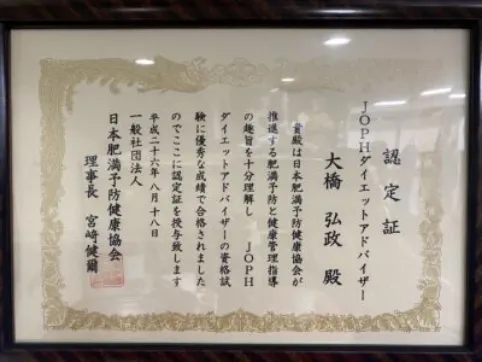 認定証
JOPHダイエットアドバイザー
大橋 弘政 殿
貴殿は日本肥満予防健康協会が
推進する肥満予防と健康管理指導
の趣旨を十分理解し JOPH
ダイエットアドバイザーの資格試
験に優秀な成績で合格されました
のでここに認定証を授与致します
平成二十六年八月十八日
一般社団法人
日本肥満予防健康協会
理事長 宮崎健爾